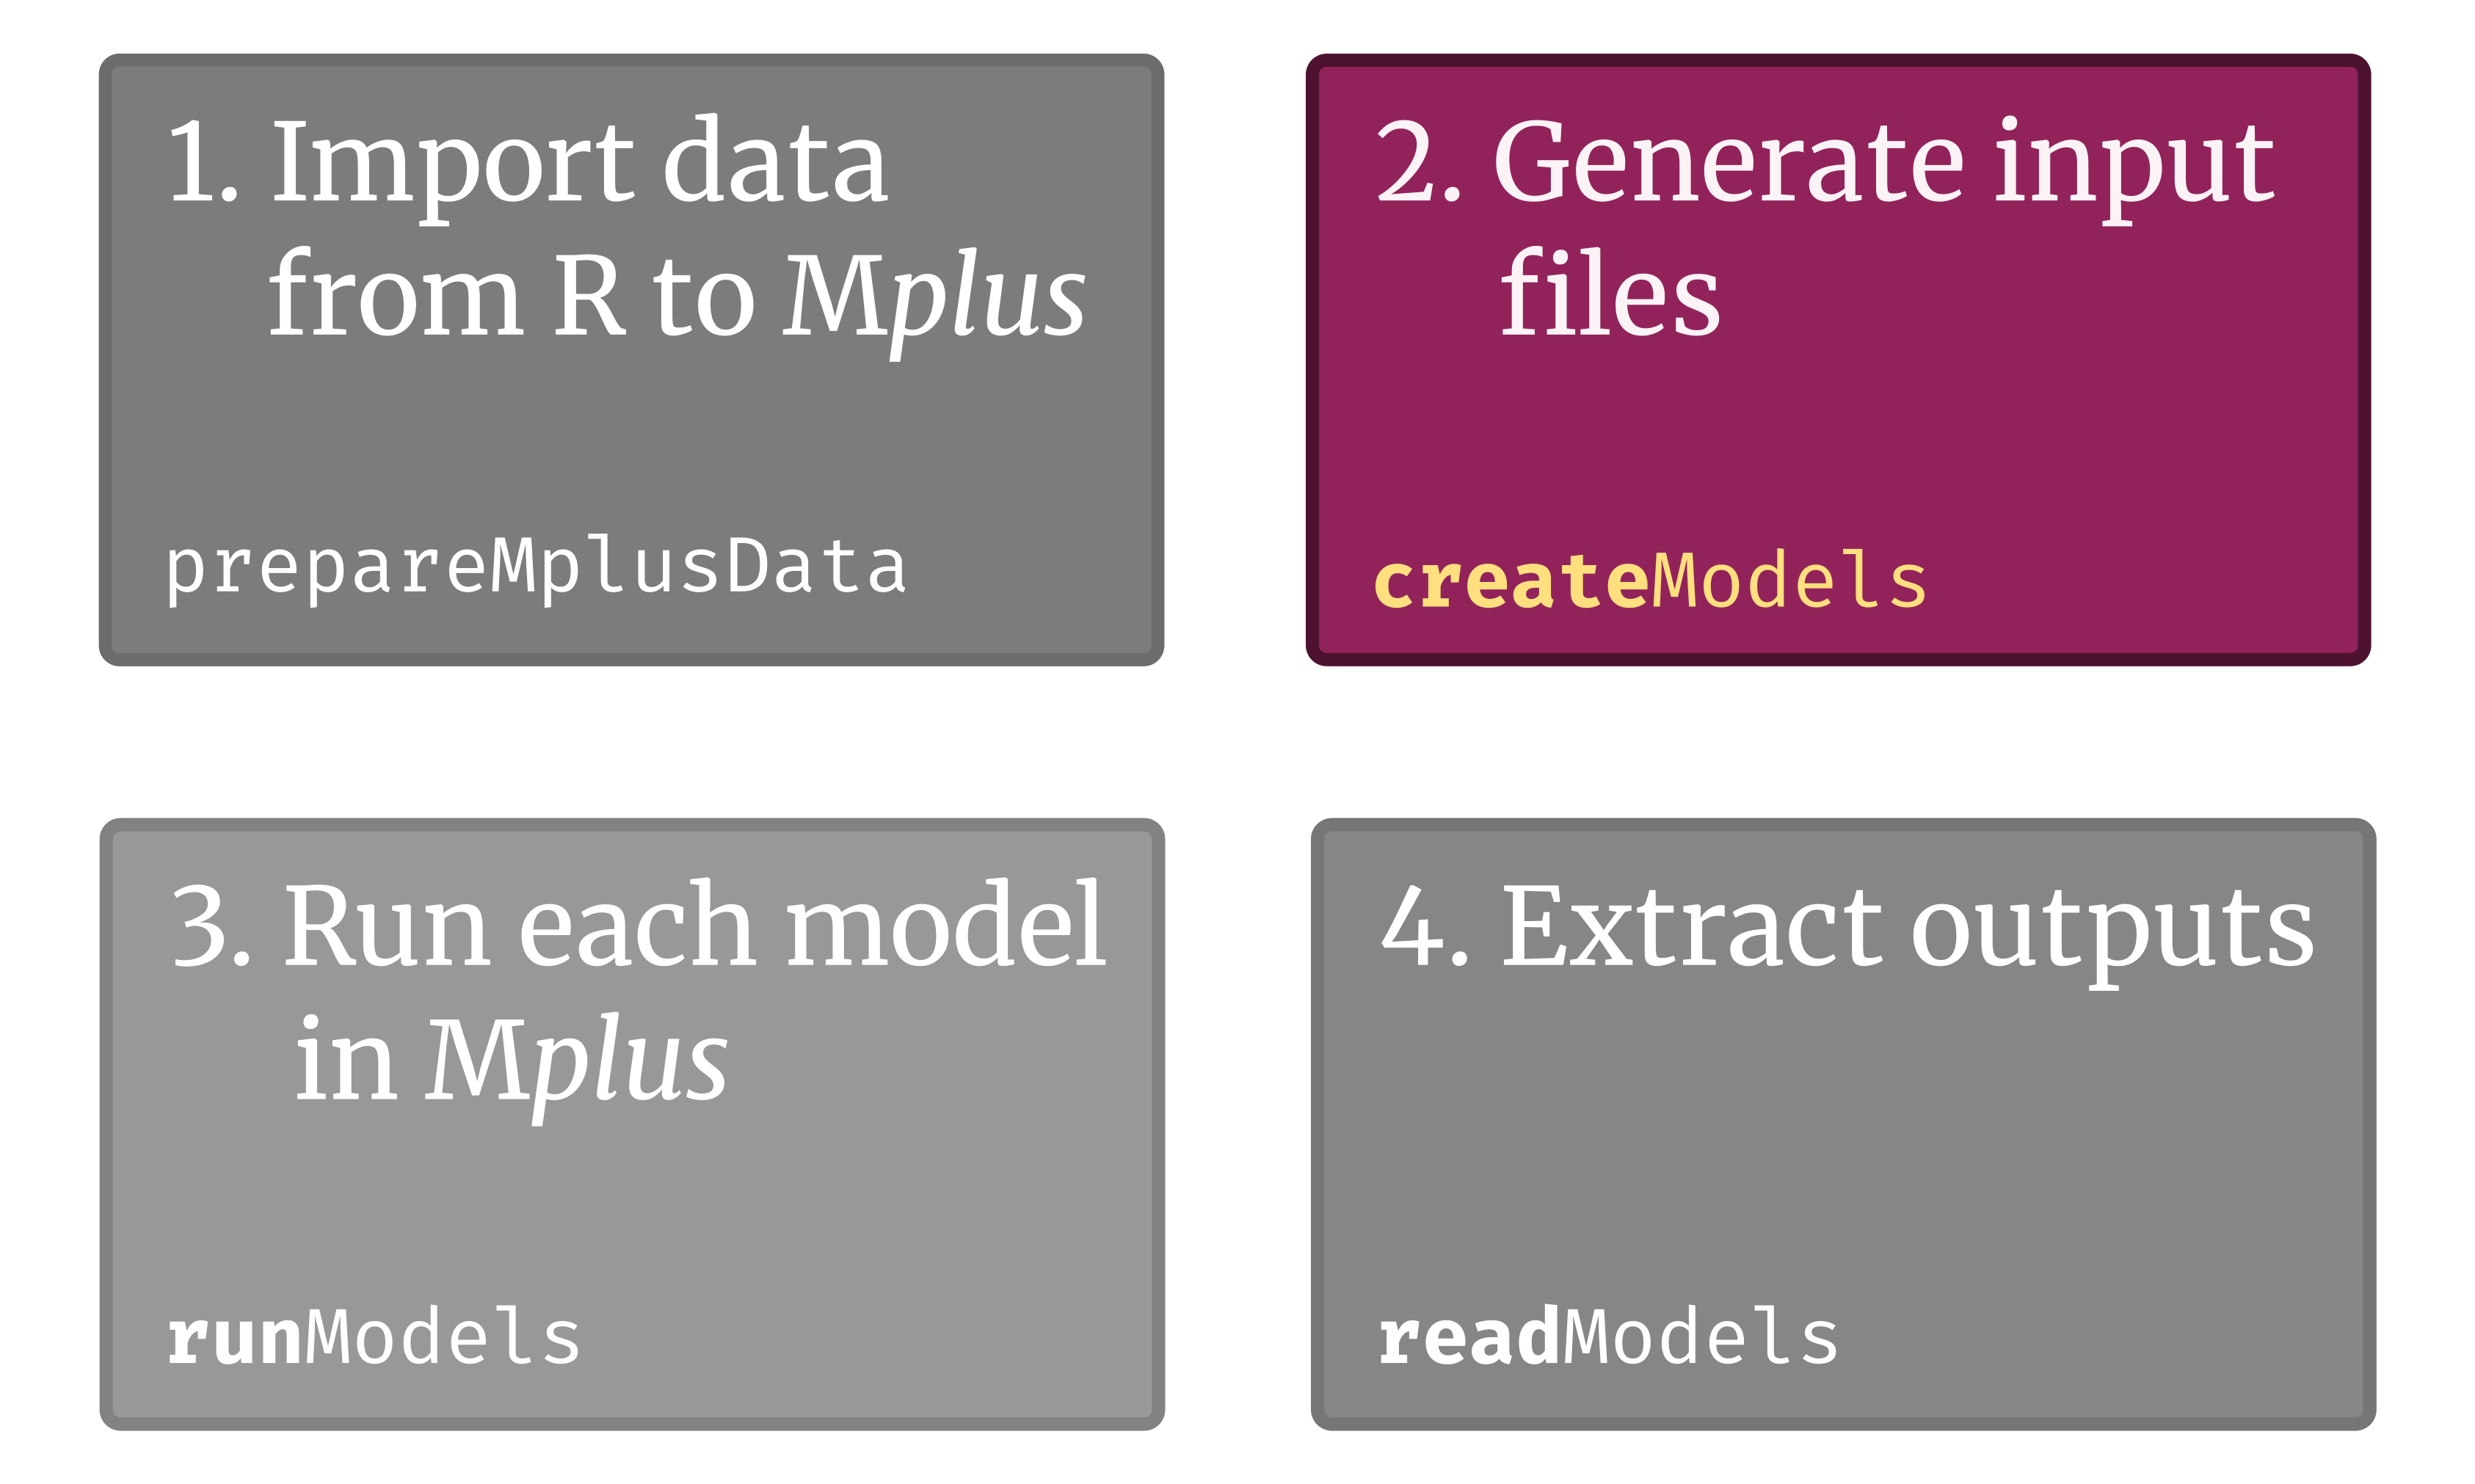 1. Import data
from R to Mplus
prepareMplusData
2. Generate input
files
createModels
3. Run each model
in Mplus
runModels
4. Extract outputs
readModels